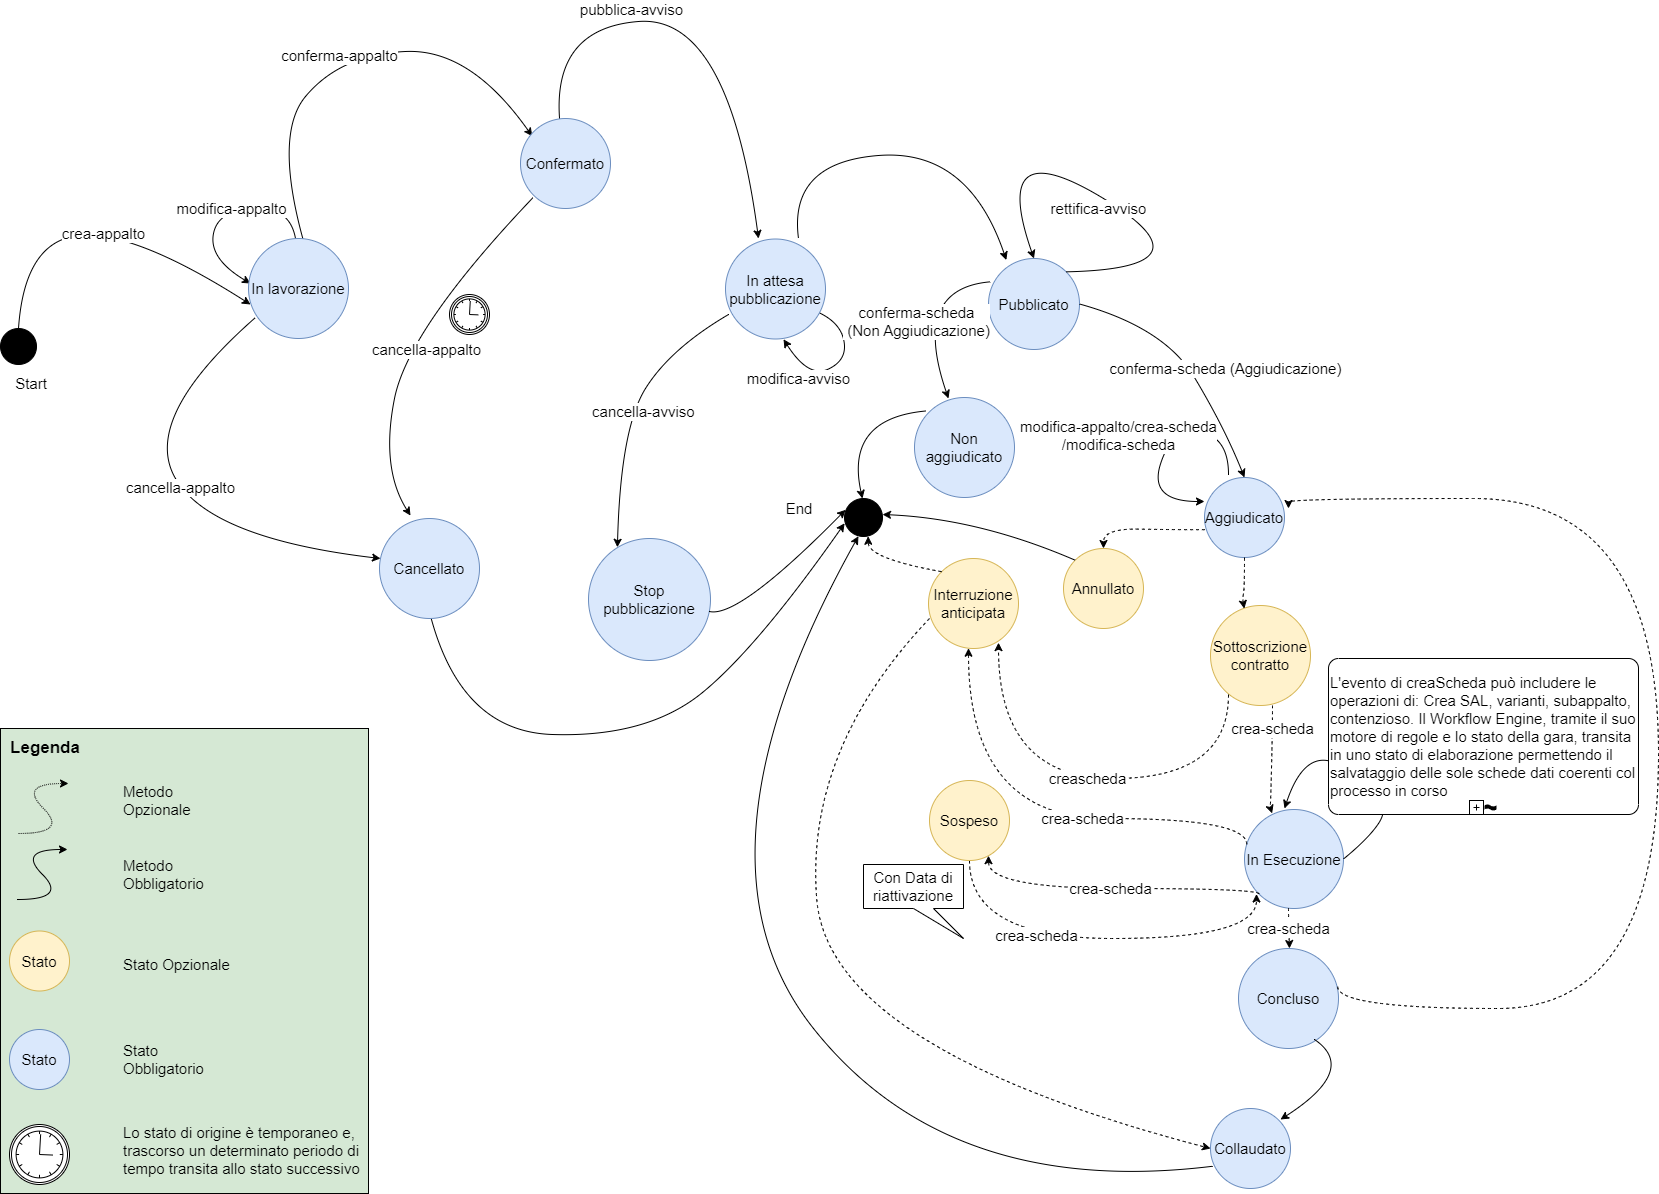 pubblica-avviso
conferma-appalto
Confermato
modifica-appalto
crea-appalto
rettifica-avviso
In lavorazione
In attesa
pubblicazione
Pubblicato
conferma-scheda
(Non Aggiudicazione)
cancella-appalto
conferma-scheda (Aggiudicazione)
modifica-avviso
Start
cancella-avviso
modifica-appalto/crea-scheda
/modifica-scheda
Non
aggiudicato
cancella-appalto
End
Aggiudicato
Cancellato
Stop
pubblicazione
Interruzione
anticipata
Annullato
Sottoscrizione
contratto
L'evento di creaScheda può includere le
operazioni di: Crea SAL, varianti, subappalto,
contenzioso. Il Workflow Engine, tramite il suo
motore di regole e lo stato della gara, transita
in uno stato di elaborazione permettendo il
salvataggio delle sole schede dati coerenti col
processo in corso
crea-scheda
creascheda
Sospeso
crea-scheda
In Esecuzione
Con Data di
riattivazione
crea-scheda
crea-scheda
crea-scheda
Concluso
Collaudato
Legenda
Metodo
Opzionale
Metodo
Obbligatorio
Stato
Stato Opzionale
Stato
Stato
Obbligatorio
Lo stato di origine è temporaneo e,
trascorso un determinato periodo di
tempo transita allo stato successivo